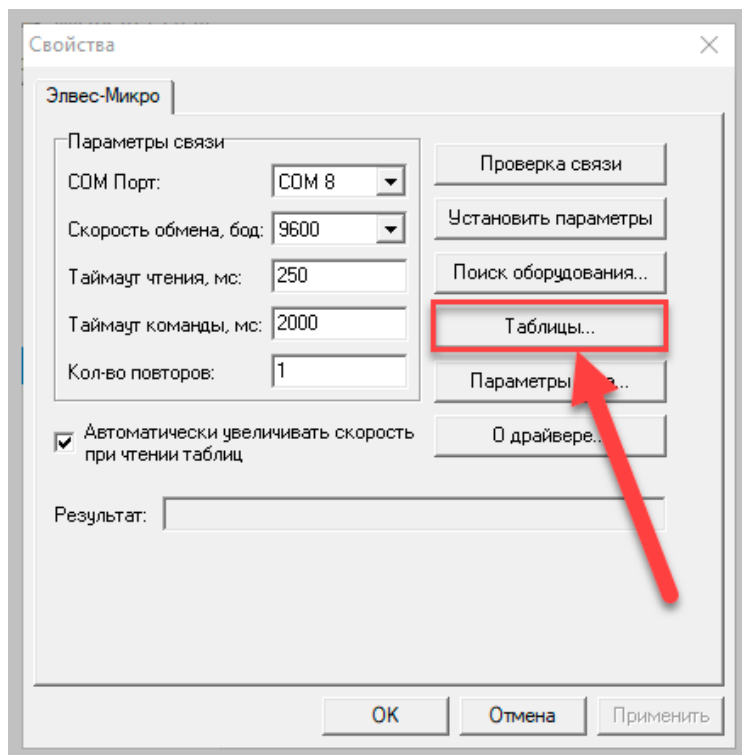 Свойства
Элвес-Микро
Параметры связи
COM Порт:
COM 8
Скорость обмена, бод:
9600
Таймаут чтения, мс:
250
Таймаут команды, мс:
2000
Кол-во повторов:
1
Автоматически увеличивать скорость
при чтении таблиц
Проверка связи
Установить параметры
Поиск оборудования...
Таблицы...
Параметры
О драйвере...
Результат:
OK
Отмена
Применить